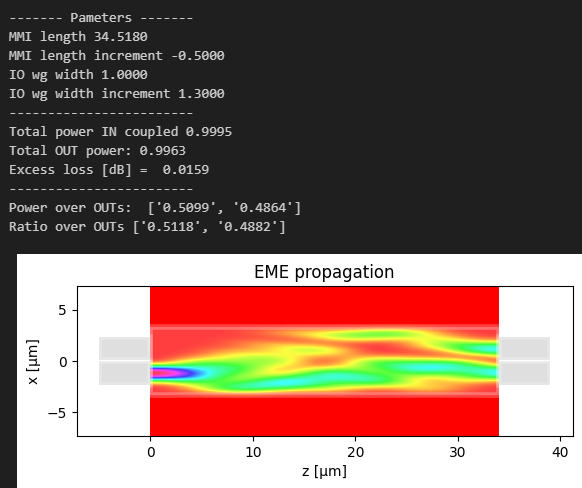 ------- Pameters -------
MMI length 34.5180
MMI length increment -0.5000
IO wg width 1.0000
IO wg width increment 1.3000
------------------------
Total power IN coupled 0.9995
Total OUT power: 0.9963
Excess loss [dB] =  0.0159
------------------------
Power over OUTs:  ['0.5099', '0.4864']
Ratio over OUTs ['0.5118', '0.4882']
EME propagation
5
0
−5
x [μm]
0 10 20 30 40
z [μm]